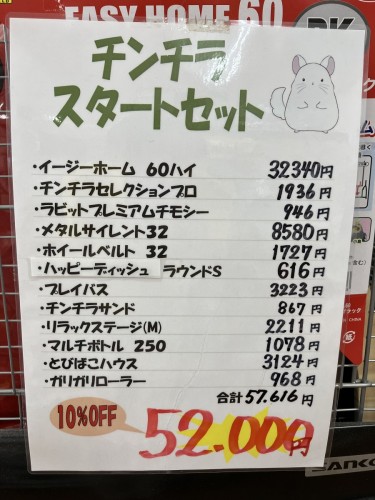 EASY HOME 60
チンチラ
スタートセット
・イージーホーム 60ハイ 32340円
・チンチラセレクションプロ 1936円
・ラビットプレミアムチモシー 946円
・メタルサイレント32 8580円
・ホイールベルト 32 1727円
・ハッピーディッシュ ラウンドS 616円
・プレイバス 3223円
・チンチラサンド 867円
・リラックスステージ(M) 2211円
・マルチボトル 250 1078円
・とびばこハウス 3124円
・ガリガリローラー 968円
合計57.616円
10%OFF
52.000円
SANKO